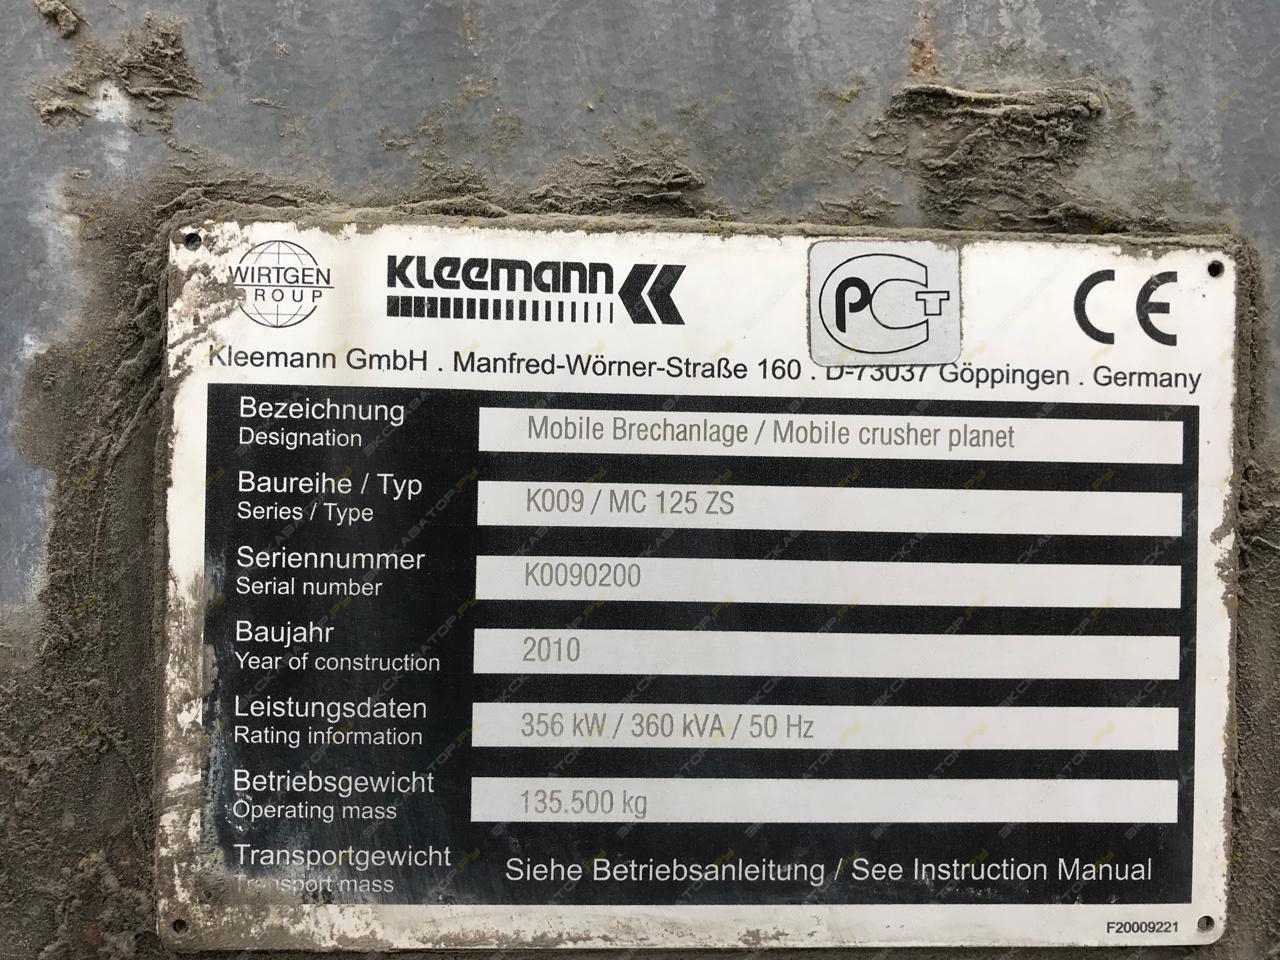 WIRTGEN
GROUP
KLEEMANN
РСТ
CE
Kleemann GmbH . Manfred-Wörner-Straße 160 . D-73037 Göppingen . Germany
Bezeichnung
Designation
Mobile Brechanlage / Mobile crusher planet
Baureihe / Typ
Series / Type
K009 / MC 125 ZS
Seriennummer
Serial number
K0090200
Baujahr
Year of construction
2010
Leistungsdaten
Rating information
356 kW / 360 kVA / 50 Hz
Betriebsgewicht
Operating mass
135.500 kg
Transportgewicht
Transport mass
Siehe Betriebsanleitung / See Instruction Manual
F20009221
ЭКСКАВАТОР.РУ